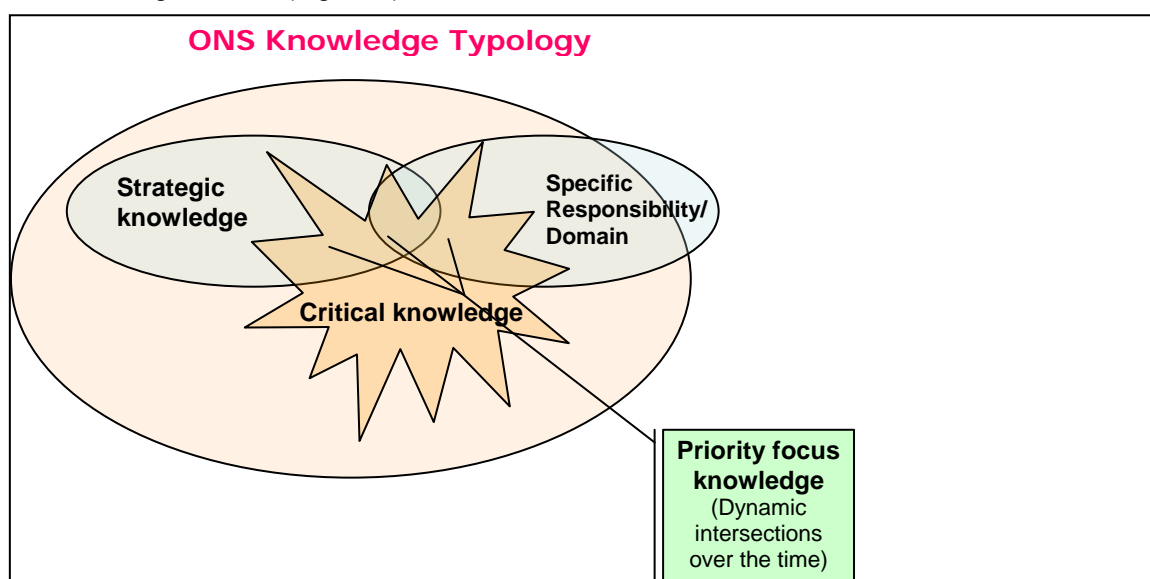 ONS Knowledge Typology
Strategic
knowledge
Specific
Responsibility/
Domain
Critical knowledge
Priority focus
knowledge
(Dynamic
intersections
over the time)